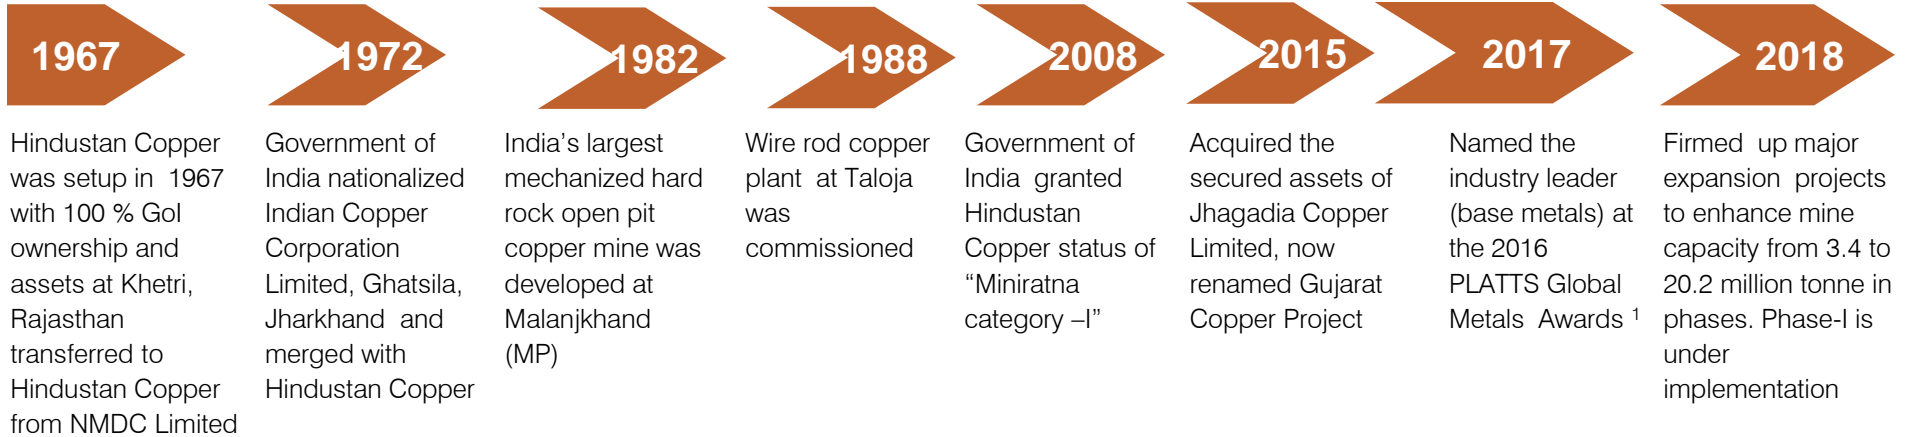 1967
Hindustan Copper
was setup in 1967
with 100 % GoI
ownership and
assets at Khetri,
Rajasthan
transferred to
Hindustan Copper
from NMDC Limited
1972
Government of
India nationalized
Indian Copper
Corporation
Limited, Ghatsila,
Jharkhand and
merged with
Hindustan Copper
1982
India’s largest
mechanized hard
rock open pit
copper mine was
developed at
Malanjkhand
(MP)
1988
Wire rod copper
plant at Taloja
was
commissioned
2008
Government of
India granted
Hindustan
Copper status of
“Miniratna
category –I”
2015
Acquired the
secured assets of
Jhagadia Copper
Limited, now
renamed Gujarat
Copper Project
2017
Named the
industry leader
(base metals) at
the 2016
PLATTS Global
Metals Awards ¹
2018
Firmed up major
expansion projects
to enhance mine
capacity from 3.4 to
20.2 million tonne in
phases. Phase-I is
under
implementation